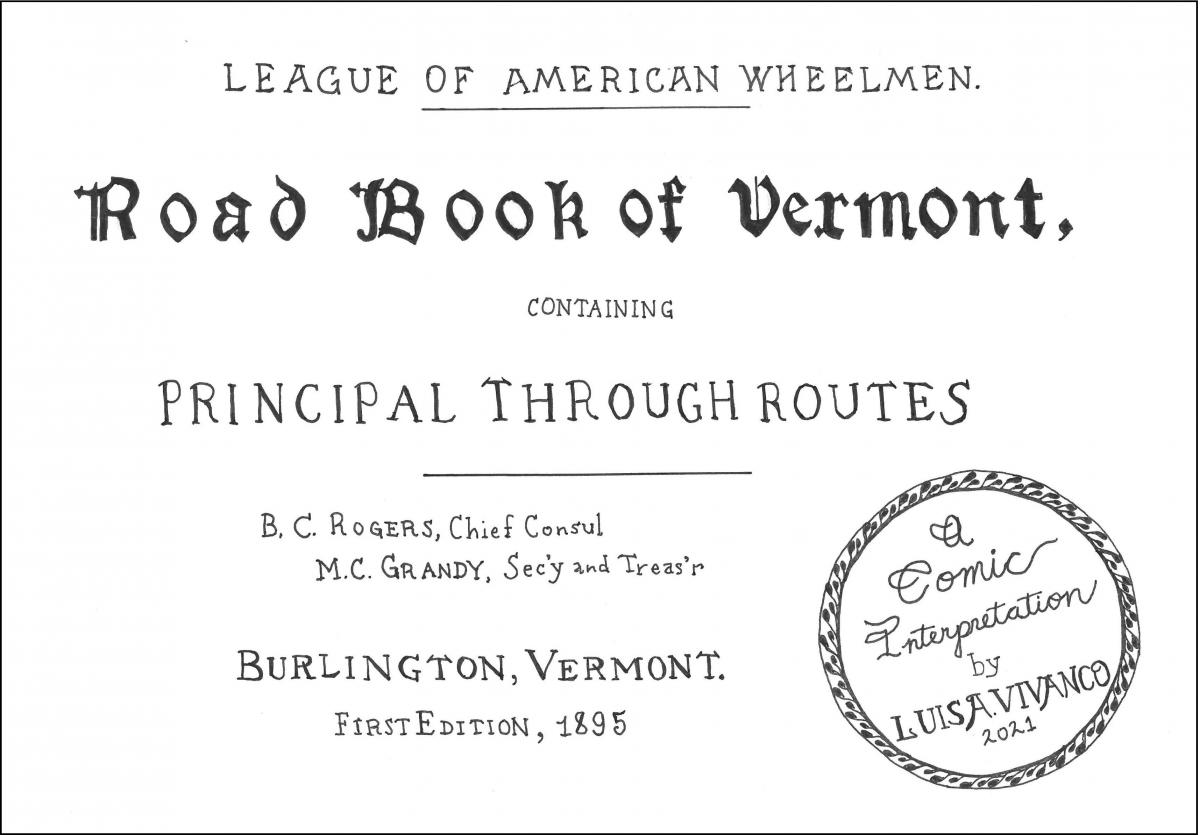 LEAGUE OF AMERICAN WHEELMEN.
Road Book of Vermont,
CONTAINING
PRINCIPAL THROUGH ROUTES
B. C. ROGERS, Chief Consul
M.C. GRANDY, Sec'y and Treas'r
BURLINGTON, VERMONT.
FIRST EDITION, 1895
A
Comic
Interpretation
by
LUIS A. VIVANCO
2021